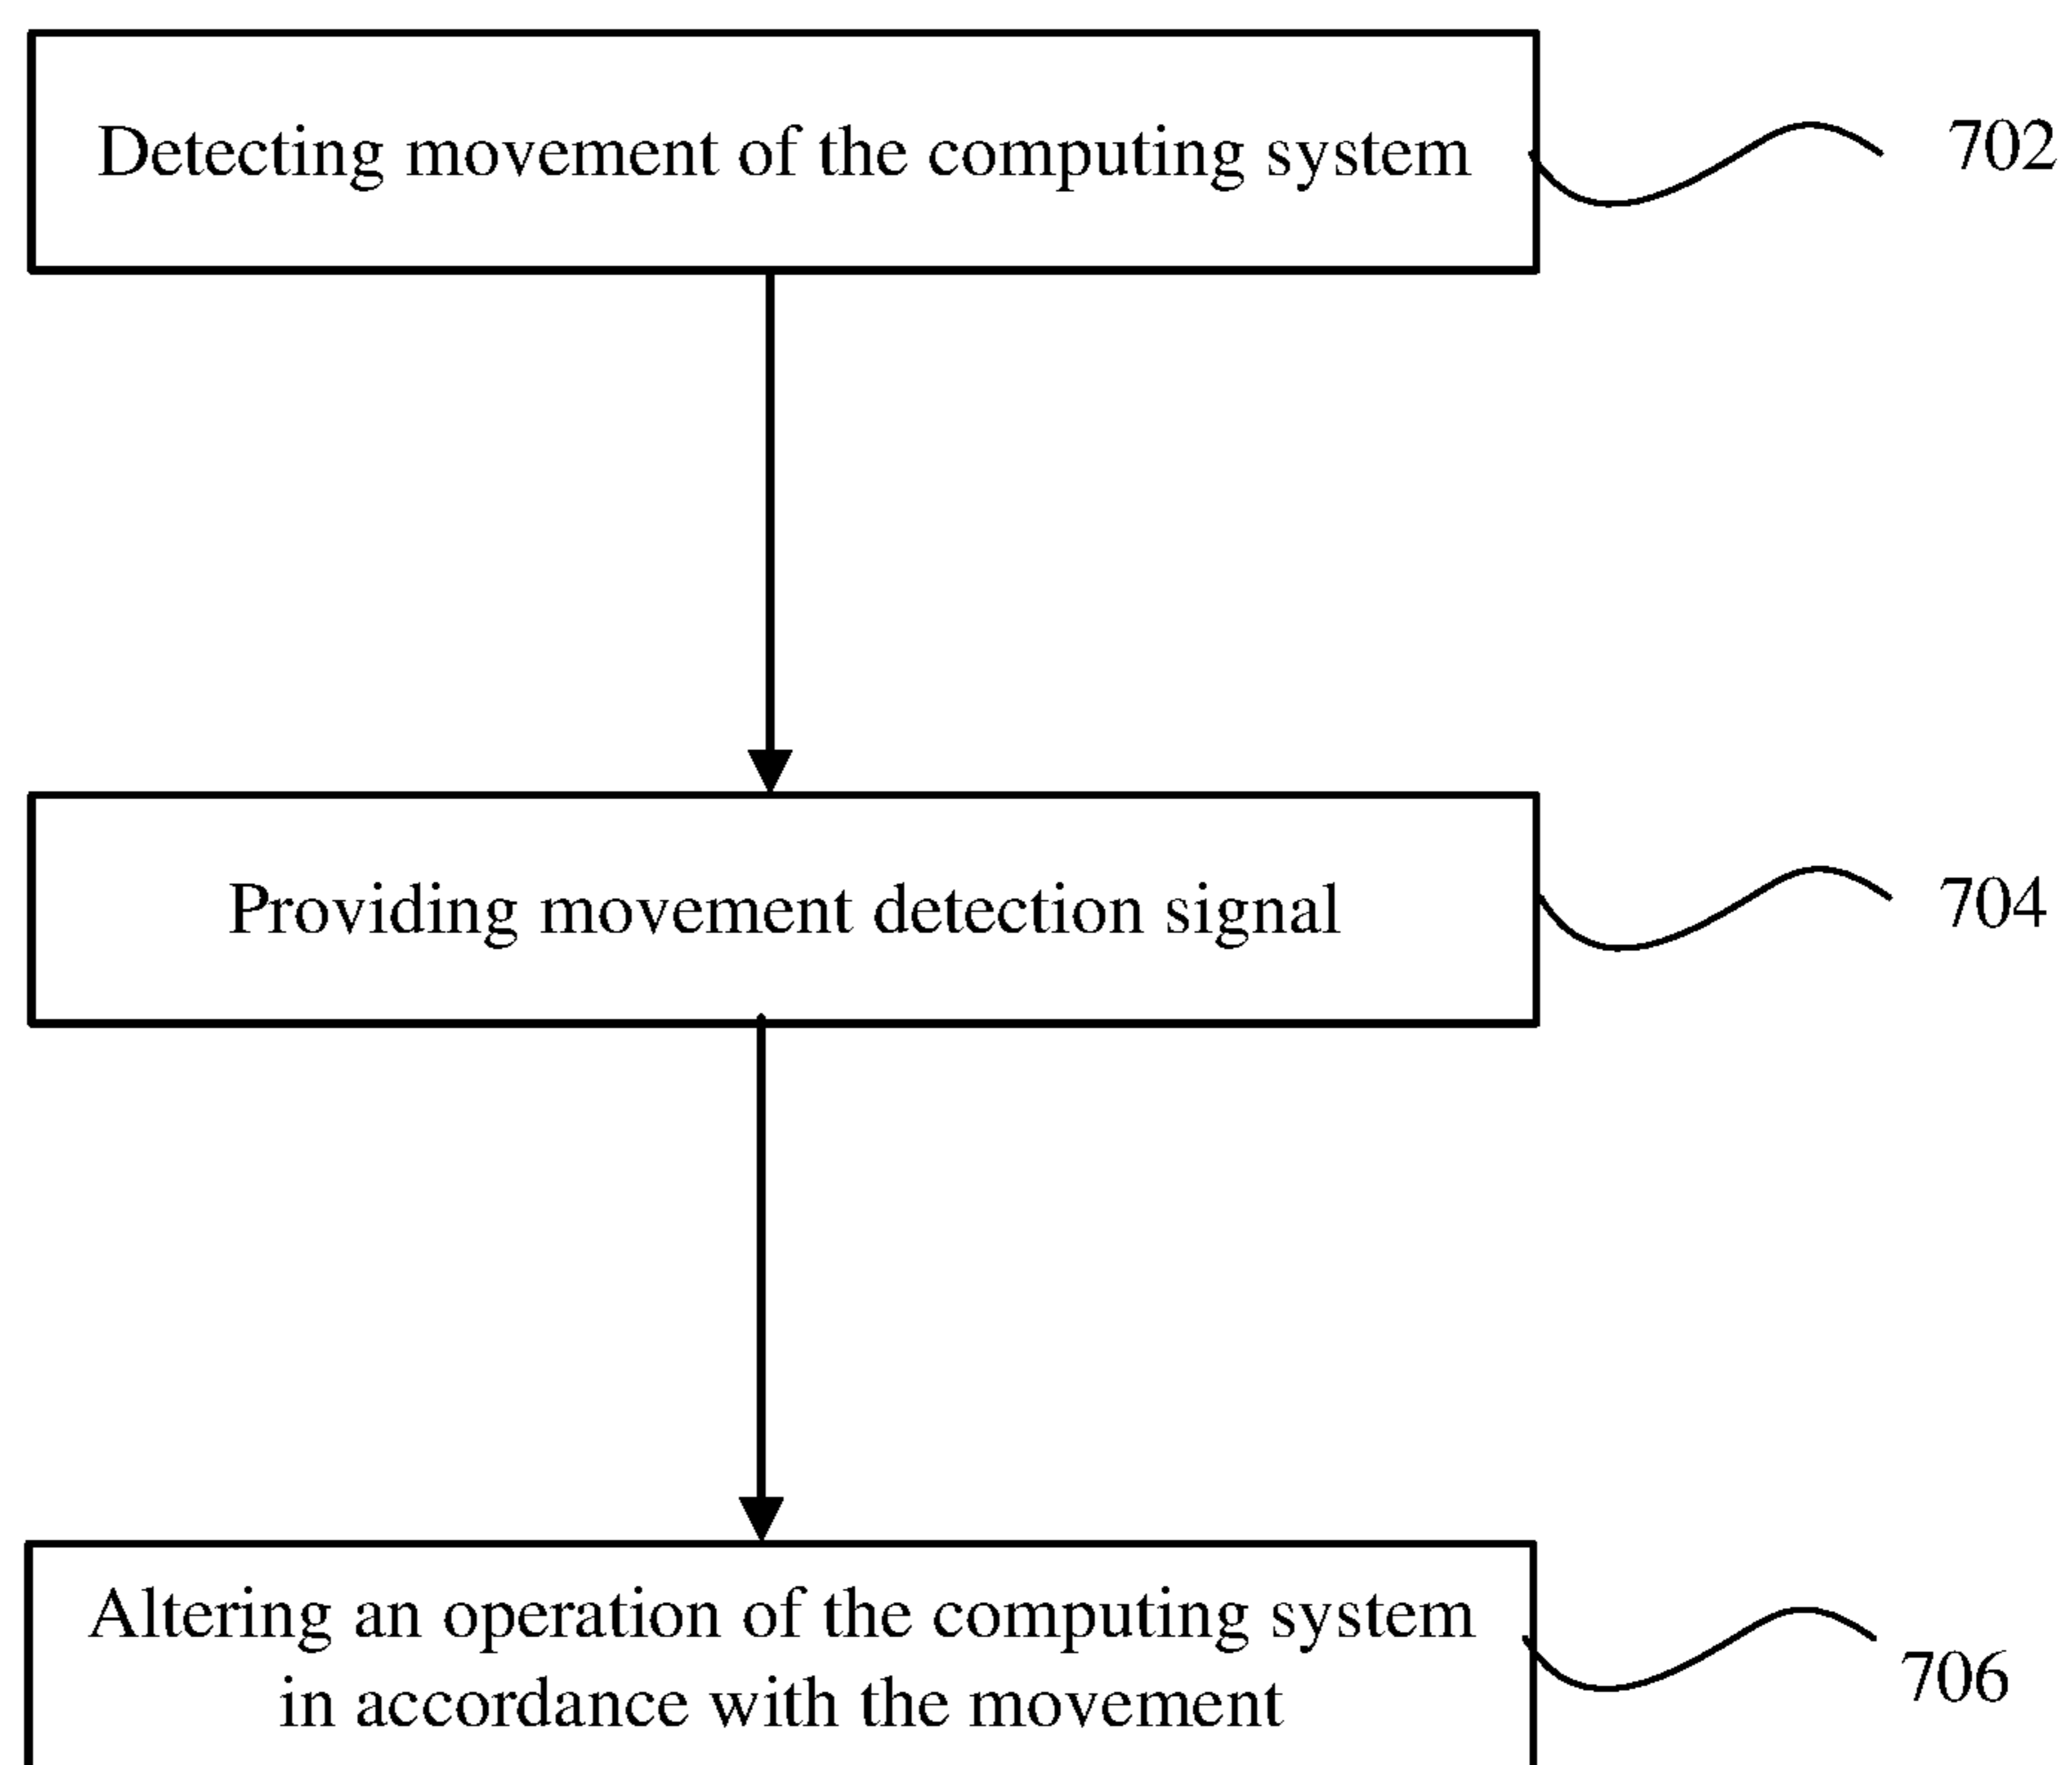 Detecting movement of the computing system
702
Providing movement detection signal
704
Altering an operation of the computing system
in accordance with the movement
706